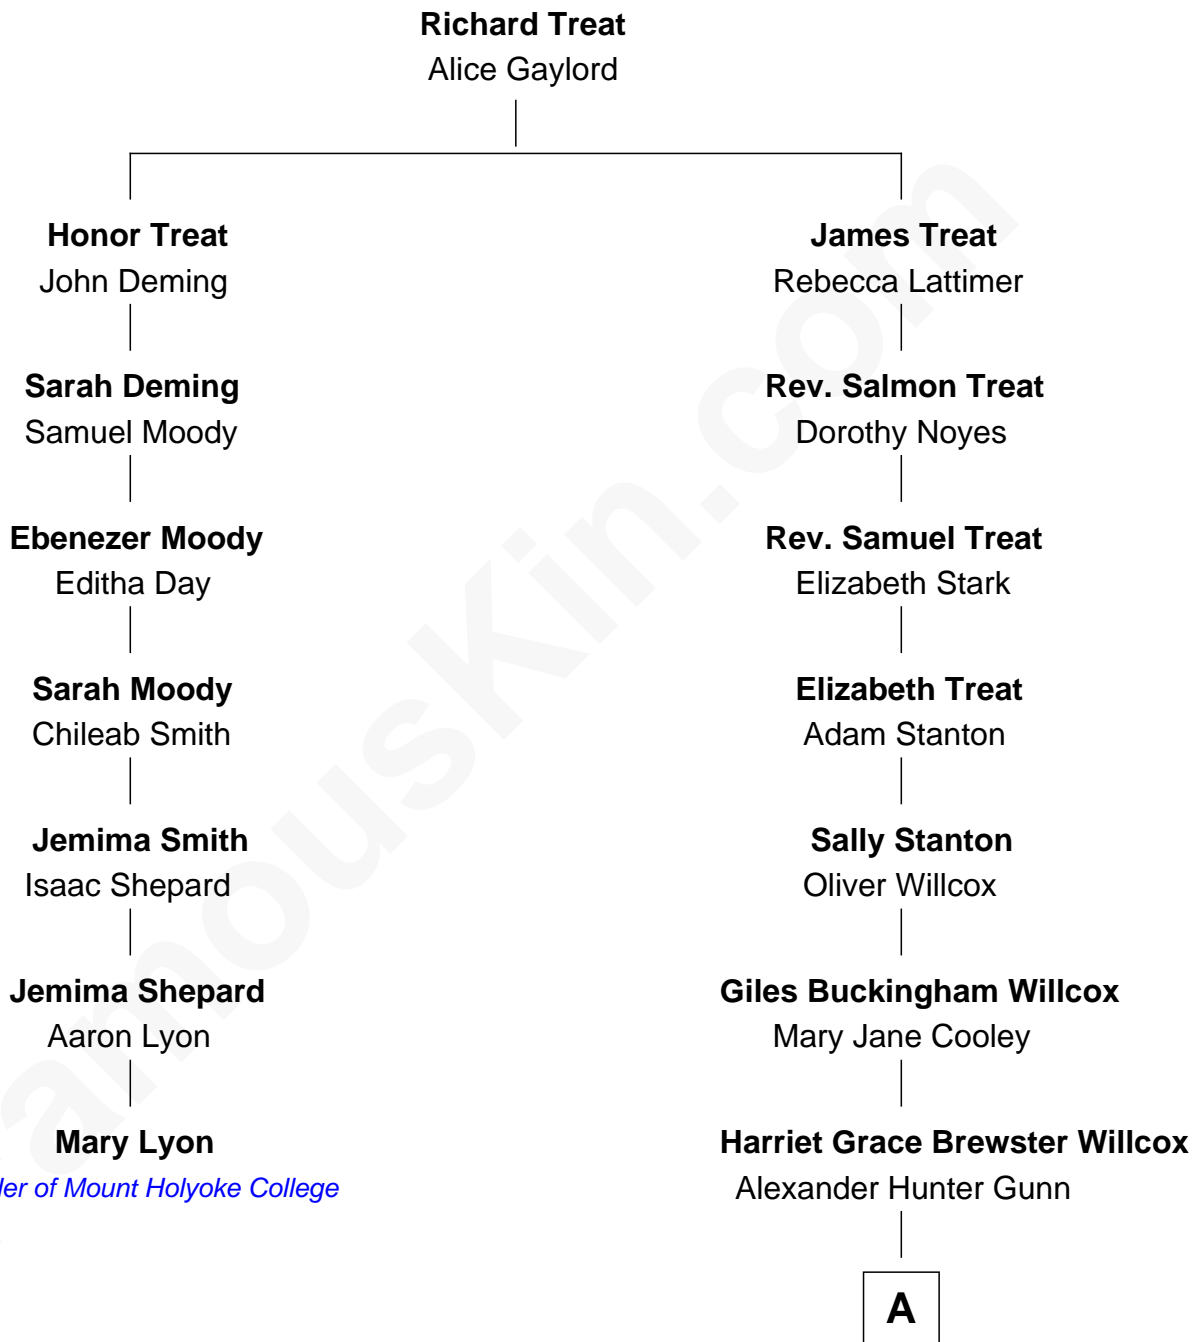 Richard Treat
Alice Gaylord
Honor Treat
John Deming
James Treat
Rebecca Lattimer
Sarah Deming
Samuel Moody
Rev. Salmon Treat
Dorothy Noyes
Ebenezer Moody
Editha Day
Rev. Samuel Treat
Elizabeth Stark
Sarah Moody
Chileab Smith
Elizabeth Treat
Adam Stanton
Jemima Smith
Isaac Shepard
Sally Stanton
Oliver Willcox
Jemima Shepard
Aaron Lyon
Giles Buckingham Willcox
Mary Jane Cooley
Mary Lyon
of Mount Holyoke College
Harriet Grace Brewster Willcox
Alexander Hunter Gunn
A
amousKin.com